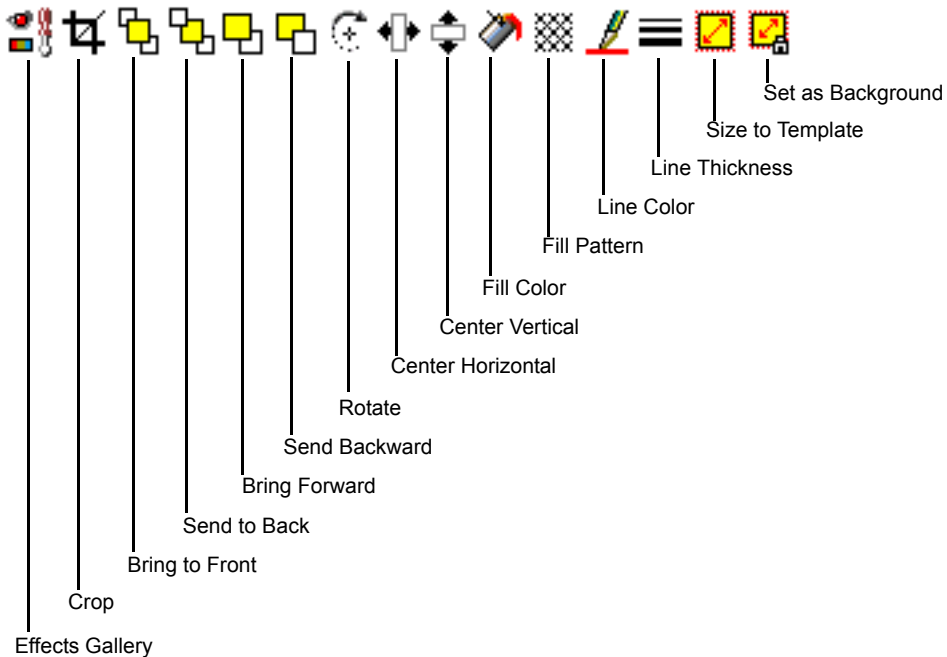 Set as Background
Size to Template
Line Thickness
Line Color
Fill Pattern
Fill Color
Center Vertical
Center Horizontal
Rotate
Send Backward
Bring Forward
Send to Back
Bring to Front
Crop
Effects Gallery